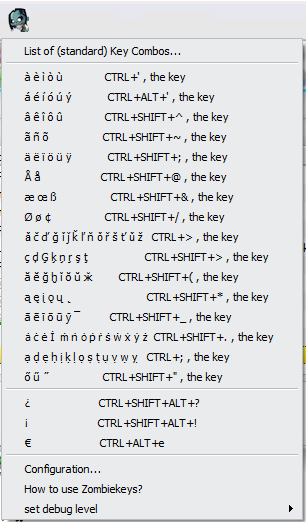 List of (standard) Key Combos...
à è ì ò ù CTRL+' , the key
á é í ó ú ý CTRL+ALT+' , the key
â ê î ô û CTRL+SHIFT+^ , the key
ã ñ õ CTRL+SHIFT+~ , the key
ä ë ï ö ü ÿ CTRL+SHIFT+; , the key
Å å CTRL+SHIFT+@ , the key
æ œ ß CTRL+SHIFT+& , the key
Ø ø ¢ CTRL+SHIFT+/ , the key
CTRL+> , the key
CTRL+SHIFT+> , the key
CTRL+SHIFT+( , the key
ą ę į ǫ ų ˛ CTRL+SHIFT+* , the key
ā ē ī ō ū ȳ ¯ CTRL+SHIFT+_ , the key
CTRL+SHIFT+. , the key
CTRL+; , the key
ő ű ˝ CTRL+SHIFT+" , the key
¿ CTRL+SHIFT+ALT+?
¡ CTRL+SHIFT+ALT+!
€ CTRL+ALT+e
Configuration...
How to use Zombiekeys?
set debug level